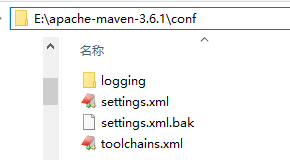 E:\apache-maven-3.6.1\conf
名称
logging
settings.xml
settings.xml.bak
toolchains.xml